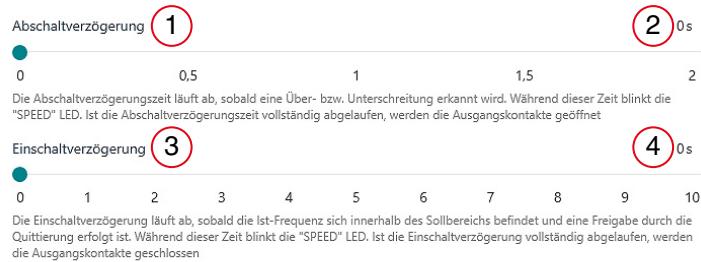 Abschaltverzögerung 1 2 0 s
0 0,5 1 1,5 2
Die Abschaltverzögerungszeit läuft ab, sobald eine Über- bzw. Unterschreitung erkannt wird. Während dieser Zeit blinkt die
"SPEED" LED. Ist die Abschaltverzögerungszeit vollständig abgelaufen, werden die Ausgangskontakte geöffnet
Einschaltverzögerung 3 4 0 s
0 1 2 3 4 5 6 7 8 9 10
Die Einschaltverzögerung läuft ab, sobald die Ist-Frequenz sich innerhalb des Sollbereichs befindet und eine Freigabe durch die
Quittierung erfolgt ist. Während dieser Zeit blinkt die "SPEED" LED. Ist die Einschaltverzögerung vollständig abgelaufen, werden
die Ausgangskontakte geschlossen